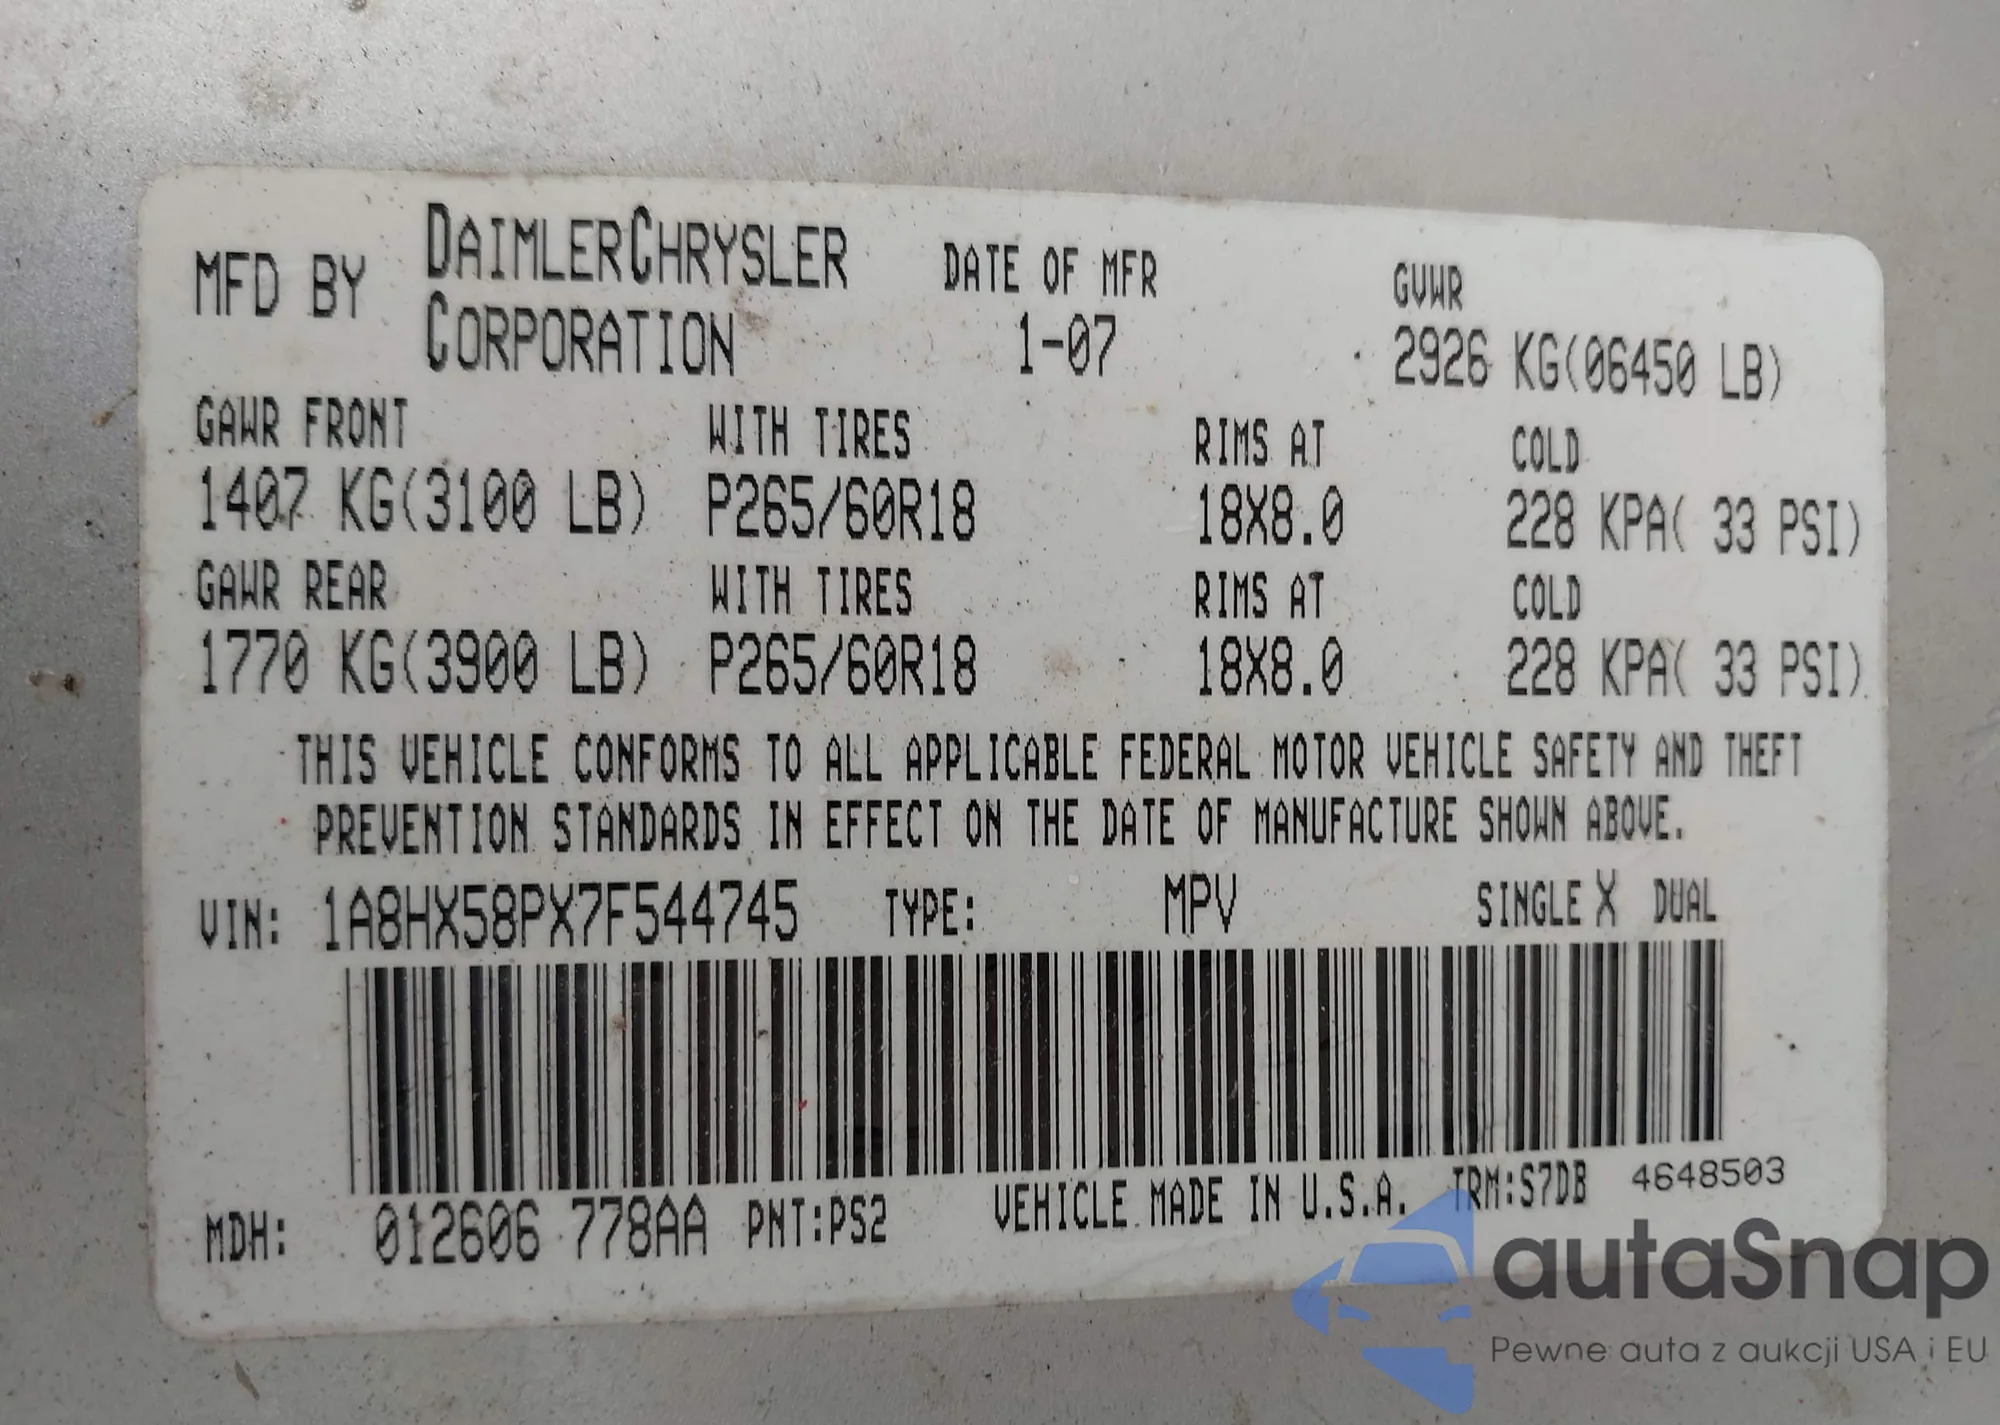 MFD BY DAIMLERCHRYSLER CORPORATION DATE OF MFR 1-07 GVWR 2926 KG(06450 LB)
GAWR FRONT WITH TIRES RIMS AT COLD
1407 KG(3100 LB) P265/60R18 18X8.0 228 KPA( 33 PSI)
GAWR REAR WITH TIRES RIMS AT COLD
1770 KG(3900 LB) P265/60R18 18X8.0 228 KPA( 33 PSI)
THIS VEHICLE CONFORMS TO ALL APPLICABLE FEDERAL MOTOR VEHICLE SAFETY AND THEFT
PREVENTION STANDARDS IN EFFECT ON THE DATE OF MANUFACTURE SHOWN ABOVE.
VIN: 1A8HX58PX7F544745 TYPE: MPV SINGLE X DUAL
MDH: 012606 778AA PNT:PS2 VEHICLE MADE IN U.S.A. TRM:S7DB 4648503
autaSnap
Pewne auta z aukcji USA i EU